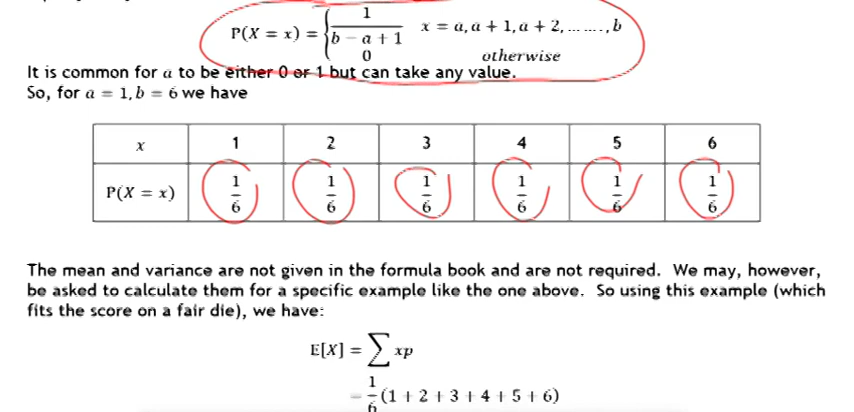 P(X = x) = { 1/(b − a + 1) x = a, a + 1, a + 2, ... ..., b
0 otherwise
It is common for a to be either 0 or 1 but can take any value.
So, for a = 1, b = 6 we have
x 1 2 3 4 5 6
P(X = x) 1/6 1/6 1/6 1/6 1/6 1/6
The mean and variance are not given in the formula book and are not required. We may, however,
be asked to calculate them for a specific example like the one above. So using this example (which
fits the score on a fair die), we have:
E[X] = ∑ xp
= 1/6 (1 + 2 + 3 + 4 + 5 + 6)